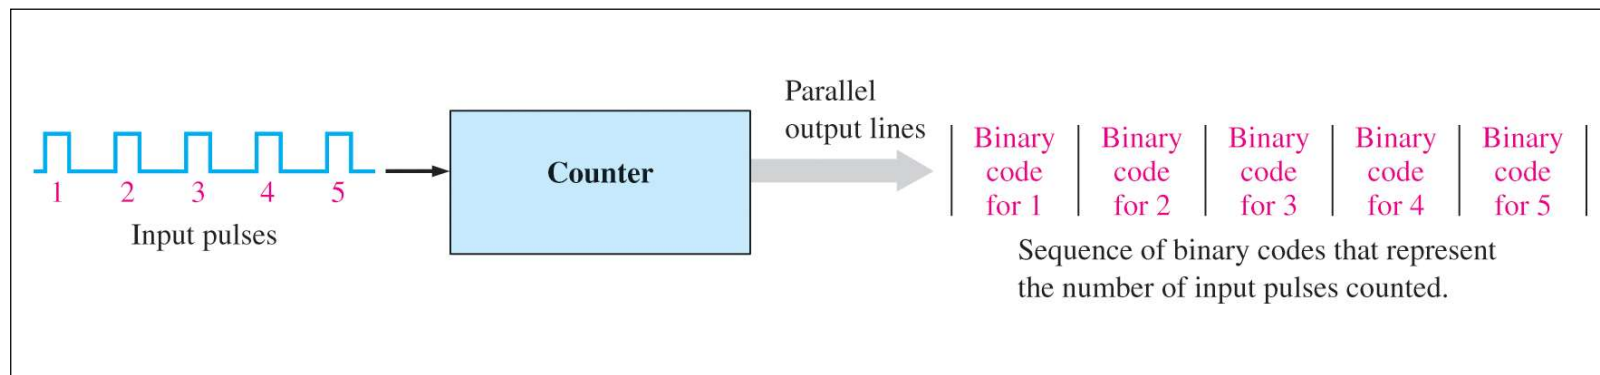 1 2 3 4 5
Input pulses
Counter
Parallel
output lines
Binary Binary Binary Binary Binary
code code code code code
for 1 for 2 for 3 for 4 for 5
Sequence of binary codes that represent
the number of input pulses counted.